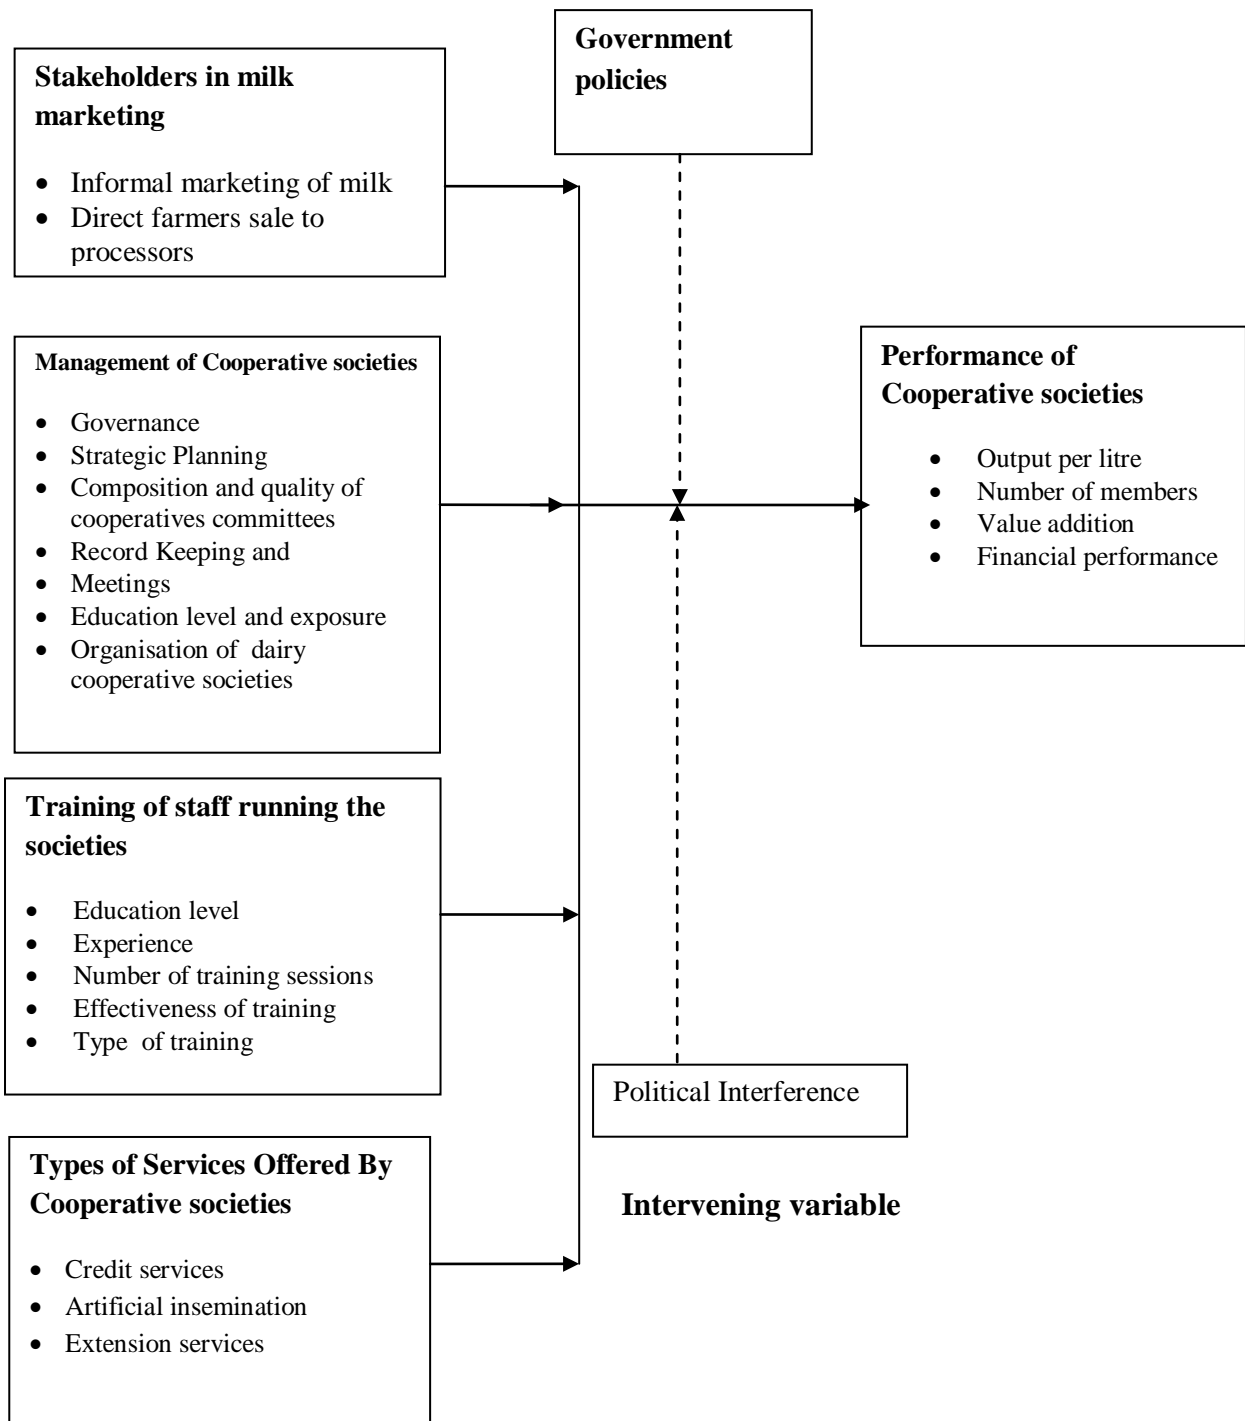 Government
policies
Stakeholders in milk
marketing
• Informal marketing of milk
• Direct farmers sale to
processors
Management of Cooperative societies
• Governance
• Strategic Planning
• Composition and quality of
cooperatives committees
• Record Keeping and
• Meetings
• Education level and exposure
• Organisation of dairy
cooperative societies
Performance of
Cooperative societies
• Output per litre
• Number of members
• Value addition
• Financial performance
Training of staff running the
societies
• Education level
• Experience
• Number of training sessions
• Effectiveness of training
• Type of training
Political Interference
Types of Services Offered By
Cooperative societies
• Credit services
• Artificial insemination
• Extension services
Intervening variable